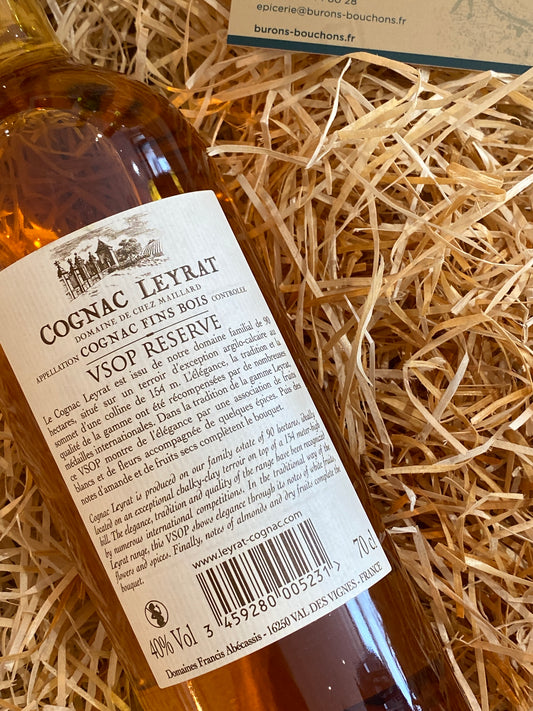 epicerie@burons-bouchons.fr
burons-bouchons.fr
COGNAC LEYRAT
DOMAINE DE CHEZ MAILLARD
APPELLATION COGNAC FINS BOIS CONTROLÉE
VSOP RESERVE
Le Cognac Leyrat est issu de notre domaine familial de 90
hectares, situé sur un terroir d'exception argilo-calcaire au
sommet d'une colline de 154 m. L'élégance, la tradition et la
qualité de la gamme ont été récompensées par de nombreuses
médailles internationales. Dans la tradition de la gamme Leyrat,
ce VSOP montre de l'élégance par une association de fruits
blancs et de fleurs accompagnée de quelques épices. Puis des
notes d'amande et de fruits secs complètent le bouquet.
Cognac Leyrat is produced on our family estate of 90 hectares, ideally
located on an exceptional chalky-clay terroir on top of a 154 meter-high
hill. The elegance, tradition and quality of the range have been recognized
by numerous international competitions. In the traditional way of the
Leyrat range, this VSOP shows elegance through its notes of white fruits,
flowers and spice. Finally, notes of almonds and dry fruits complete the
bouquet.
www.leyrat-cognac.com
40% Vol.
70 cl
3 459280 005231 >
Domaines Francis Abécassis - 16250 VAL DES VIGNES - FRANCE